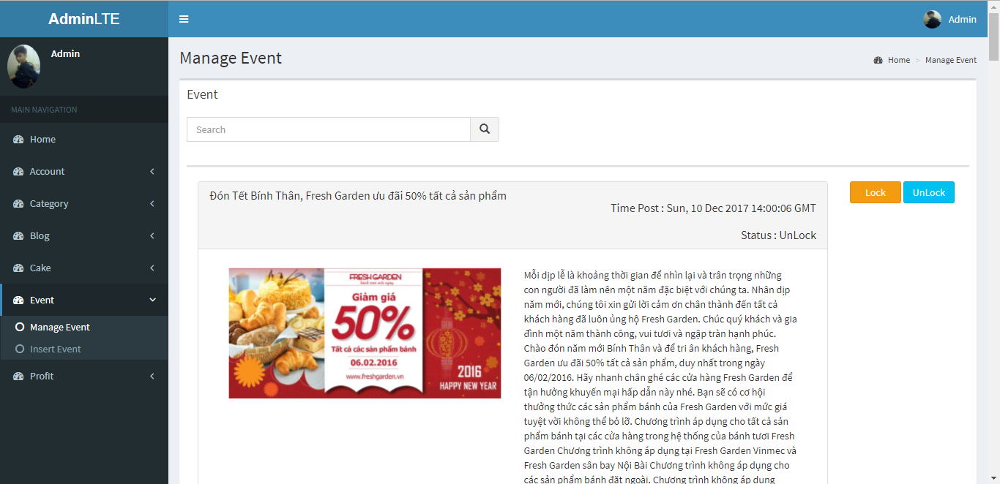 AdminLTE
Admin
Admin
MAIN NAVIGATION
Home
Account
Category
Blog
Cake
Event
Manage Event
Insert Event
Profit
Manage Event
Home > Manage Event
Event
Search
Đón Tết Bính Thân, Fresh Garden ưu đãi 50% tất cả sản phẩm
Time Post : Sun, 10 Dec 2017 14:00:06 GMT
Status : UnLock
Lock
UnLock
FRESH GARDEN
bánh tươi mỗi ngày
Giảm giá
50%
Tất cả các sản phẩm bánh
06.02.2016
www.freshgarden.vn
2016
HAPPY NEW YEAR
Mỗi dịp lễ là khoảng thời gian để nhìn lại và trân trọng những
con người đã làm nên một năm đặc biệt với chúng ta. Nhân dịp
năm mới, chúng tôi xin gửi lời cảm ơn chân thành đến tất cả
khách hàng đã luôn ủng hộ Fresh Garden. Chúc quý khách và gia
đình một năm thành công, vui tươi và ngập tràn hạnh phúc.
Chào đón năm mới Bính Thân và để tri ân khách hàng, Fresh
Garden ưu đãi 50% tất cả sản phẩm, duy nhất trong ngày
06/02/2016. Hãy nhanh chân ghé các cửa hàng Fresh Garden để
tận hưởng khuyến mại hấp dẫn này nhé. Bạn sẽ có cơ hội
thưởng thức các sản phẩm bánh của Fresh Garden với mức giá
tuyệt vời không thể bỏ lỡ. Chương trình áp dụng cho tất cả sản
phẩm bánh tại các cửa hàng trong hệ thống của bánh tươi Fresh
Garden Chương trình không áp dụng tại Fresh Garden Vinmec và
Fresh Garden sân bay Nội Bài Chương trình không áp dụng cho
các sản phẩm bánh đặt ngoài. Chương trình không áp dụng